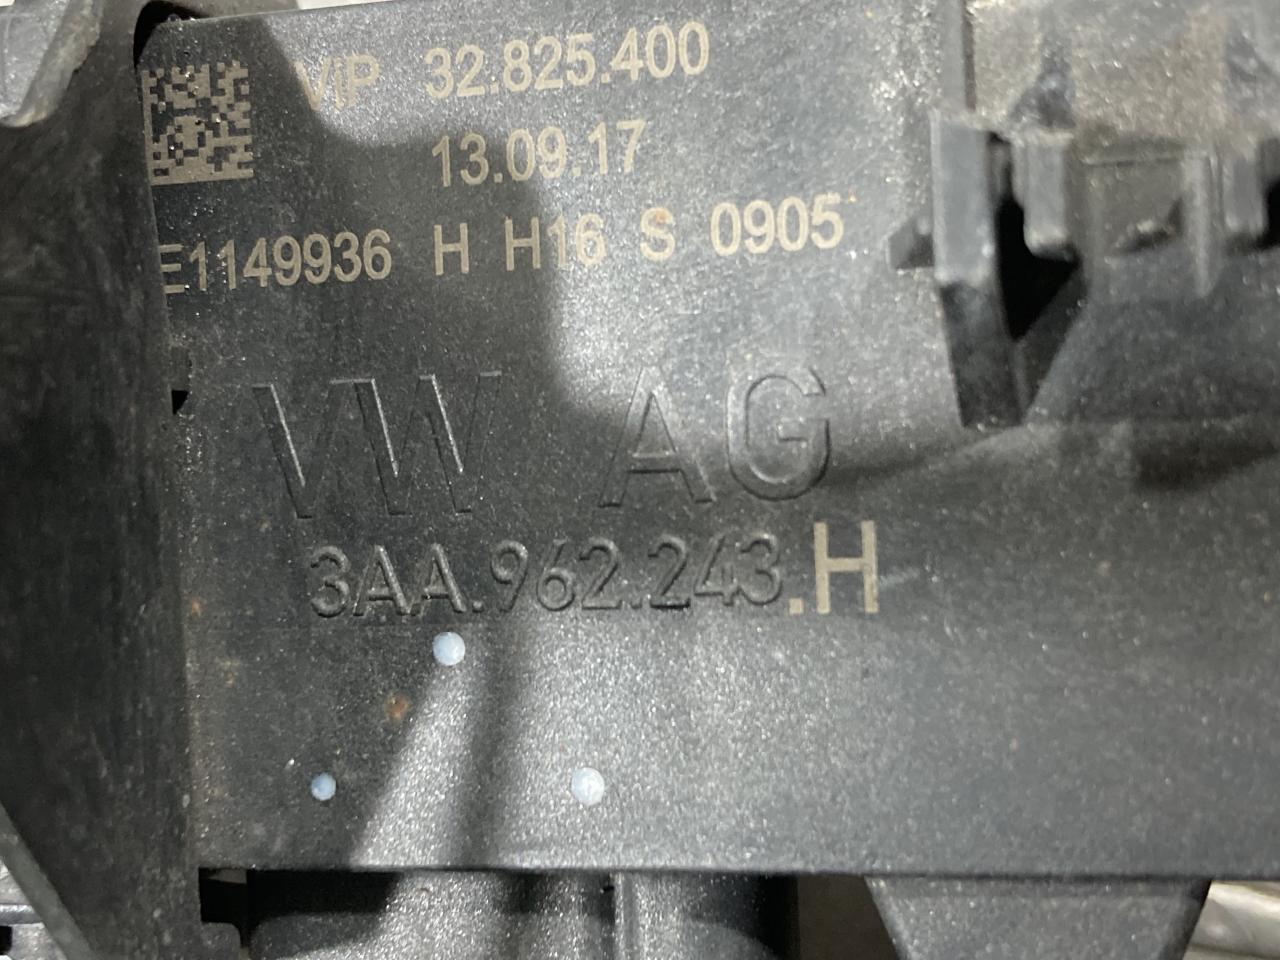 ViP 32.825.400
13.09.17
E1149936 H H16 S 0905
VW AG
3AA.962.243.H